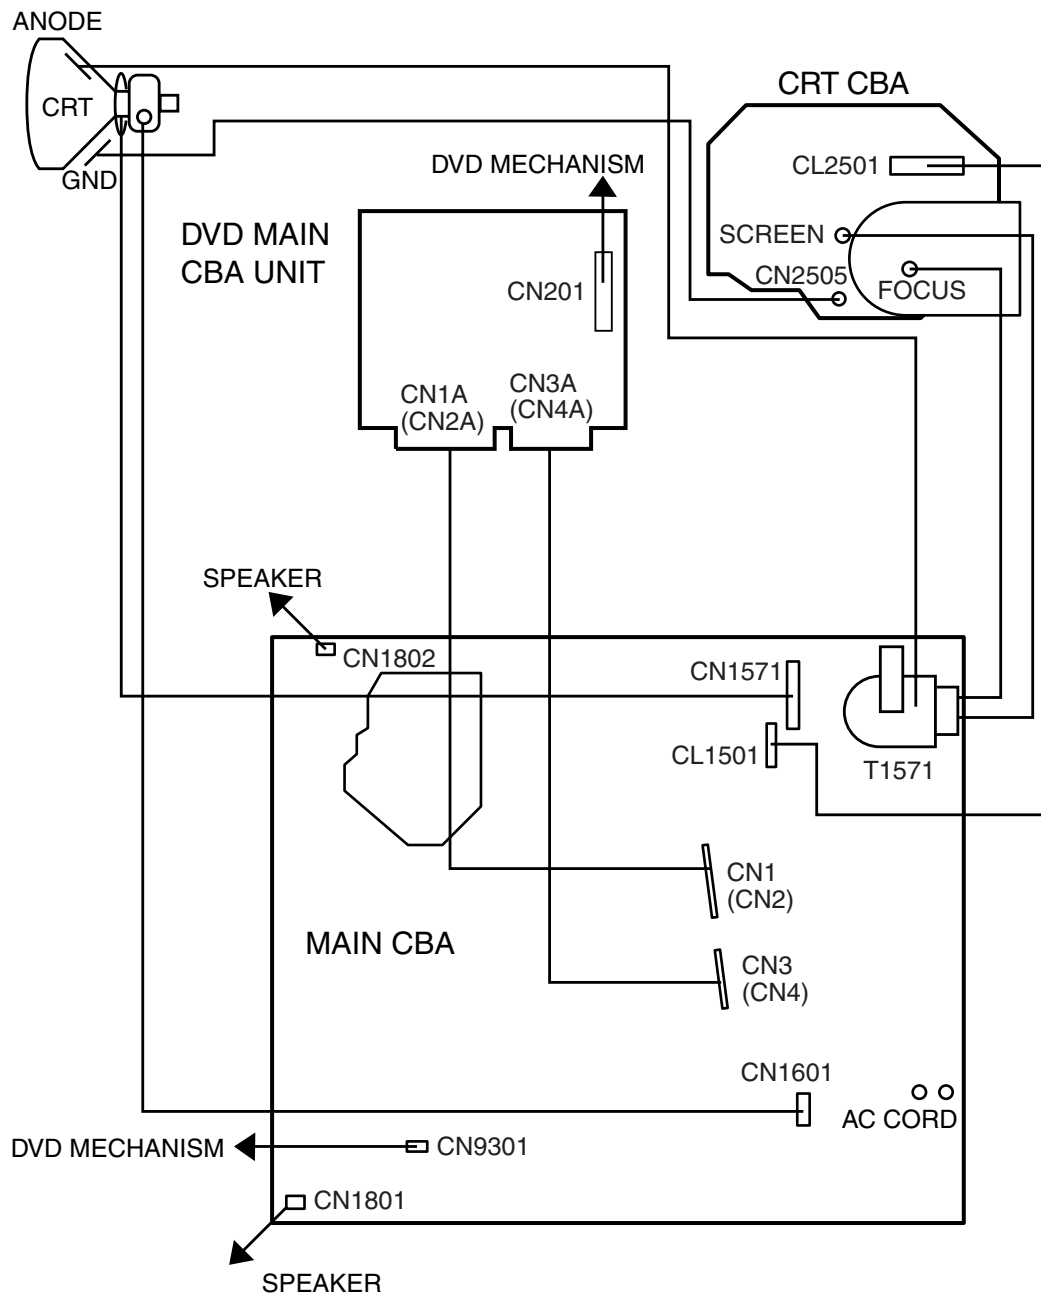 ANODE
CRT
GND
CRT CBA
CL2501
DVD MECHANISM
SCREEN
CN2505
FOCUS
DVD MAIN
CBA UNIT
CN201
CN1A
(CN2A)
CN3A
(CN4A)
SPEAKER
CN1802
CN1571
CL1501
T1571
CN1
(CN2)
MAIN CBA
CN3
(CN4)
CN1601
AC CORD
DVD MECHANISM
CN9301
CN1801
SPEAKER